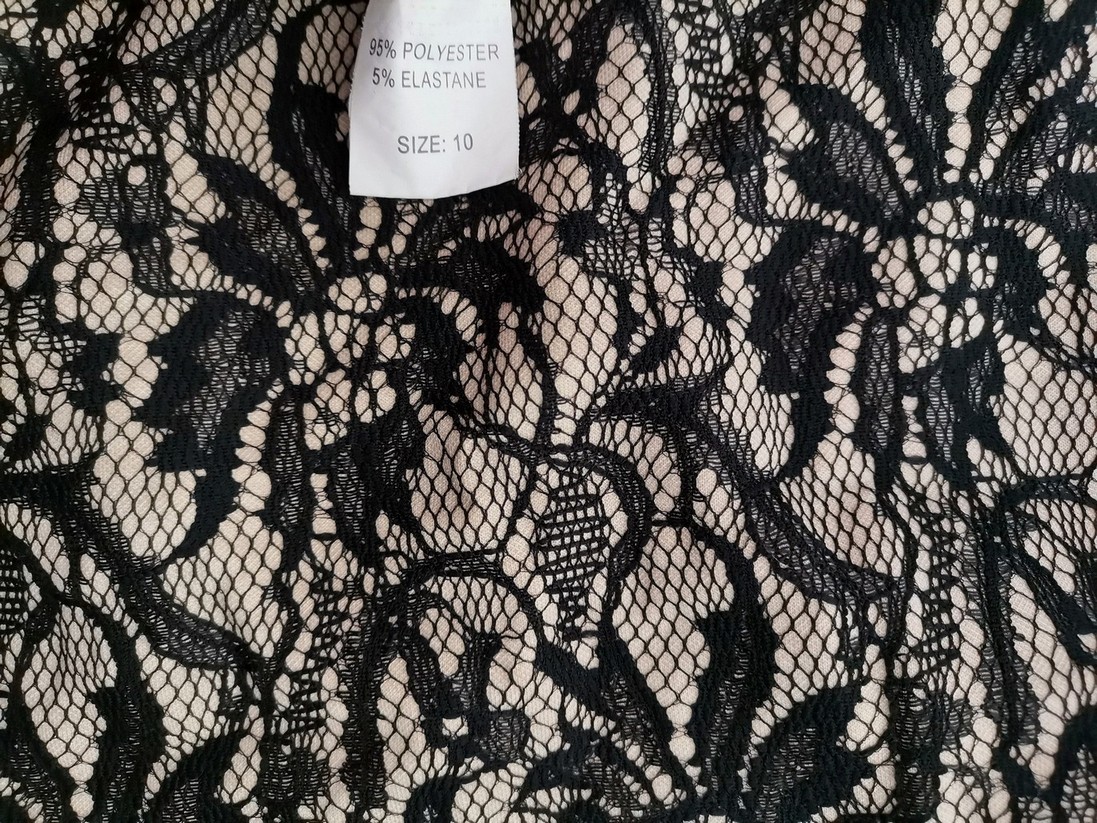 95% POLYESTER
5% ELASTANE
SIZE: 10